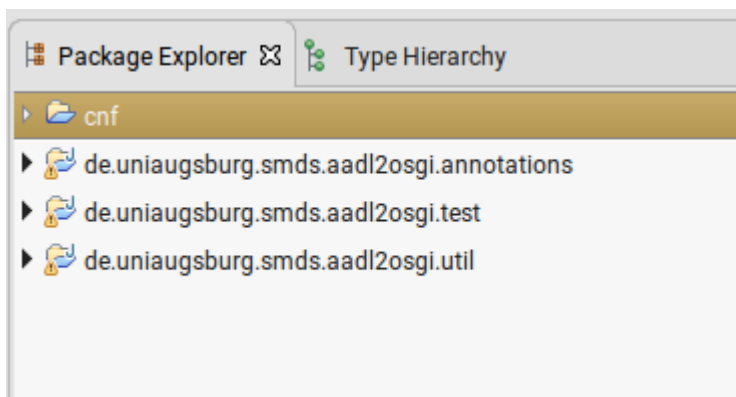 Package Explorer Type Hierarchy
cnf
de.uniaugsburg.smds.aadl2osgi.annotations
de.uniaugsburg.smds.aadl2osgi.test
de.uniaugsburg.smds.aadl2osgi.util